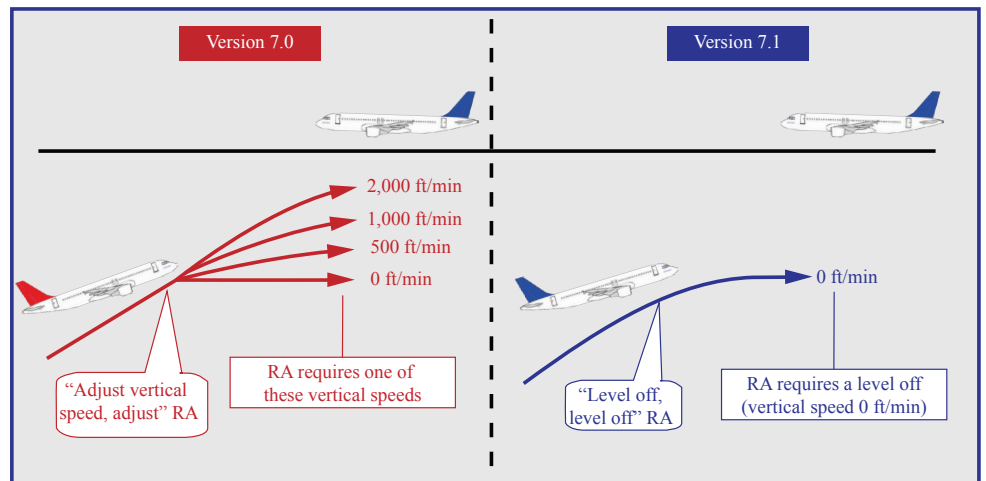 Version 7.0
2,000 ft/min
1,000 ft/min
500 ft/min
0 ft/min
“Adjust vertical
speed, adjust” RA
RA requires one of
these vertical speeds
Version 7.1
0 ft/min
“Level off,
level off” RA
RA requires a level off
(vertical speed 0 ft/min)